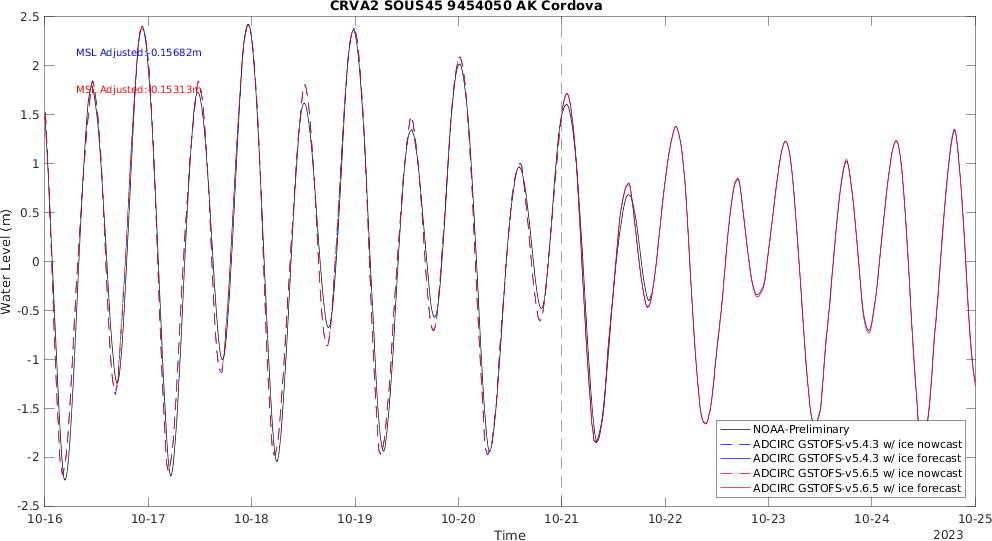 CRVA2 SOUS45 9454050 AK Cordova
2.5
2
1.5
1
0.5
0
-0.5
-1
-1.5
-2
-2.5
Water Level (m)
MSL Adjusted:-0.15682m
MSL Adjusted:-0.15313m
NOAA-Preliminary
ADCIRC GSTOFS-v5.4.3 w/ ice nowcast
ADCIRC GSTOFS-v5.4.3 w/ ice forecast
ADCIRC GSTOFS-v5.6.5 w/ ice nowcast
ADCIRC GSTOFS-v5.6.5 w/ ice forecast
10-16 10-17 10-18 10-19 10-20 10-21 10-22 10-23 10-24 10-25
Time
2023